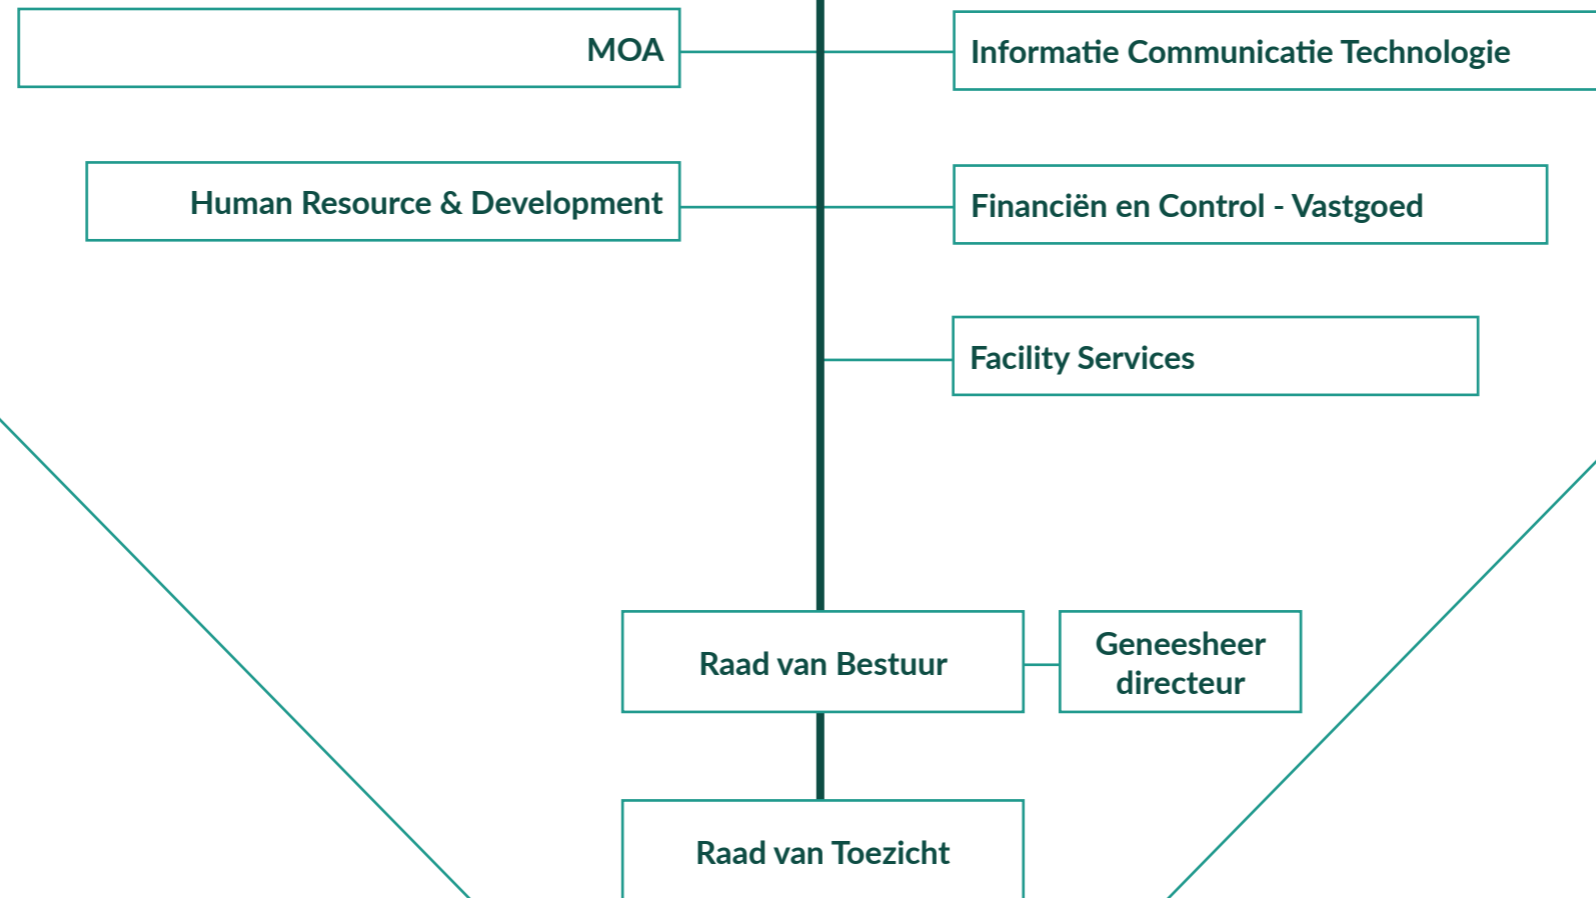 MOA
Informatie Communicatie Technologie
Human Resource & Development
Financiën en Control - Vastgoed
Facility Services
Raad van Bestuur
Geneesheer
directeur
Raad van Toezicht